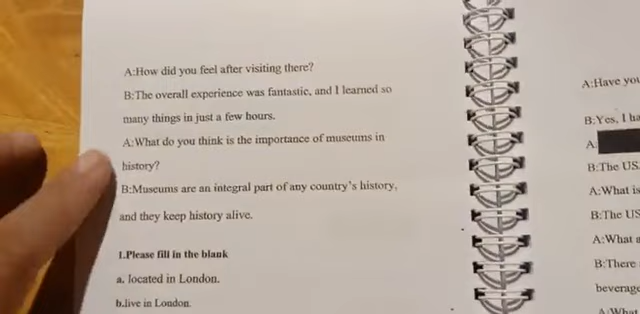 A:How did you feel after visiting there?
B:The overall experience was fantastic, and I learned so
many things in just a few hours.
A:What do you think is the importance of museums in
history?
B:Museums are an integral part of any country's history,
and they keep history alive.
1.Please fill in the blank
a. located in London.
b.live in London.
A:Have you
B:Yes, I ha
A:
B:The US
A:What is
B:The US
A:What a
B:There
beverage
A:What